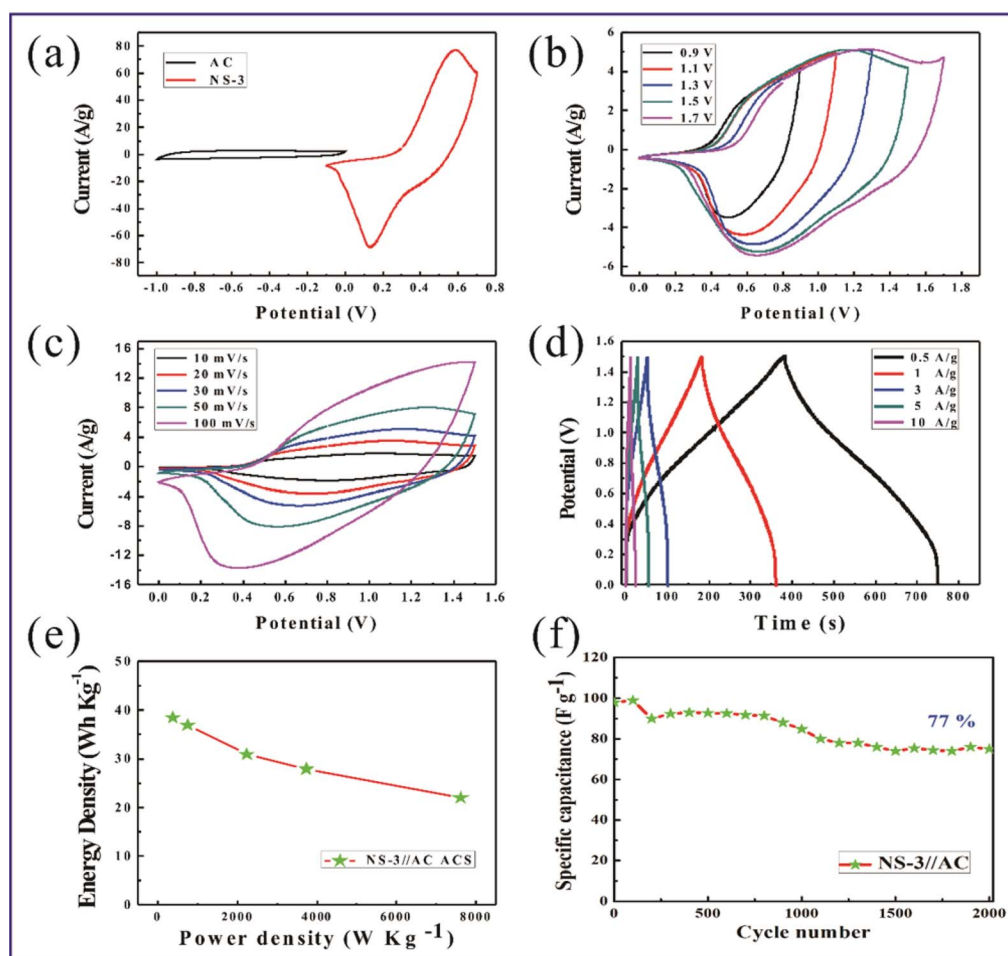 (a)
80
60
40
20
0
-20
-40
-60
-80
Current (A/g)
AC
NS-3
-1.0 -0.8 -0.6 -0.4 -0.2 0.0 0.2 0.4 0.6 0.8
Potential (V)
(b)
6
4
2
0
-2
-4
-6
Current (A/g)
0.9 V
1.1 V
1.3 V
1.5 V
1.7 V
0.0 0.2 0.4 0.6 0.8 1.0 1.2 1.4 1.6 1.8
Potential (V)
(c)
16
12
8
4
0
-4
-8
-12
-16
Current (A/g)
10 mV/s
20 mV/s
30 mV/s
50 mV/s
100 mV/s
0.0 0.2 0.4 0.6 0.8 1.0 1.2 1.4 1.6
Potential (V)
(d)
1.6
1.4
1.2
1.0
0.8
0.6
0.4
0.2
0.0
Potential (V)
0.5 A/g
1 A/g
3 A/g
5 A/g
10 A/g
0 100 200 300 400 500 600 700 800
Time (s)
(e)
50
40
30
20
10
0
Energy Density (Wh Kg-1)
NS-3//AC ACS
0 2000 4000 6000 8000
Power density (W Kg -1)
(f)
120
100
80
60
40
20
0
Specific capacitance (F g-1)
77 %
NS-3//AC
0 500 1000 1500 2000
Cycle number